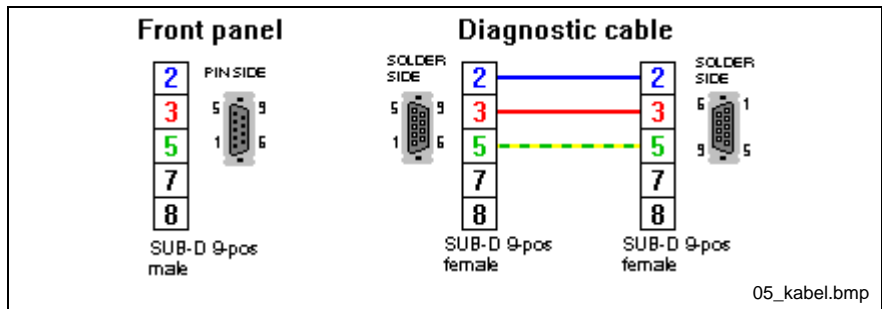 Front panel
2
3
5
7
8
PIN SIDE
5 9
1 6
SUB-D 9-pos
male
Diagnostic cable
SOLDER
SIDE
5 9
1 6
2
3
5
7
8
SUB-D 9-pos
female
2
3
5
7
8
SOLDER
SIDE
6 1
9 5
SUB-D 9-pos
female
05_kabel.bmp